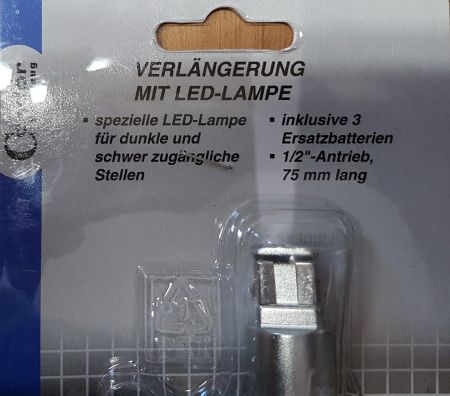 VERLÄNGERUNG
MIT LED-LAMPE
▪ spezielle LED-Lampe
für dunkle und
schwer zugängliche
Stellen
▪ inklusive 3
Ersatzbatterien
▪ 1/2"-Antrieb,
75 mm lang